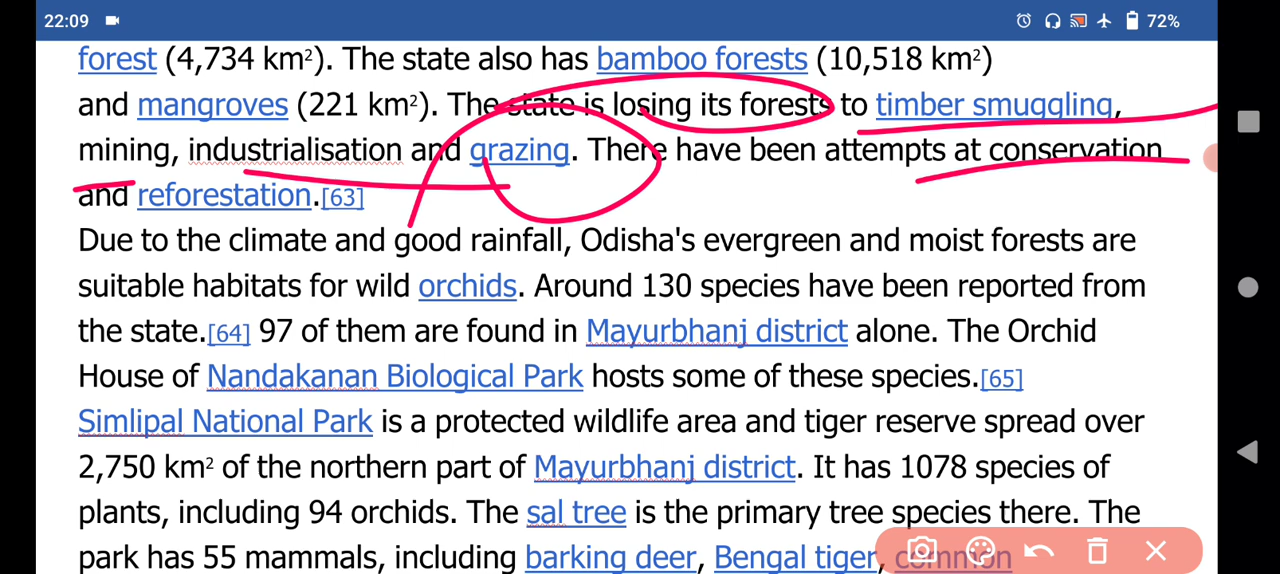 22:09 72%
forest (4,734 km²). The state also has bamboo forests (10,518 km²)
and mangroves (221 km²). The state is losing its forests to timber smuggling,
mining, industrialisation and grazing. There have been attempts at conservation
and reforestation.[63]
Due to the climate and good rainfall, Odisha's evergreen and moist forests are
suitable habitats for wild orchids. Around 130 species have been reported from
the state.[64] 97 of them are found in Mayurbhanj district alone. The Orchid
House of Nandakanan Biological Park hosts some of these species.[65]
Simlipal National Park is a protected wildlife area and tiger reserve spread over
2,750 km² of the northern part of Mayurbhanj district. It has 1078 species of
plants, including 94 orchids. The sal tree is the primary tree species there. The
park has 55 mammals, including barking deer, Bengal tiger, common